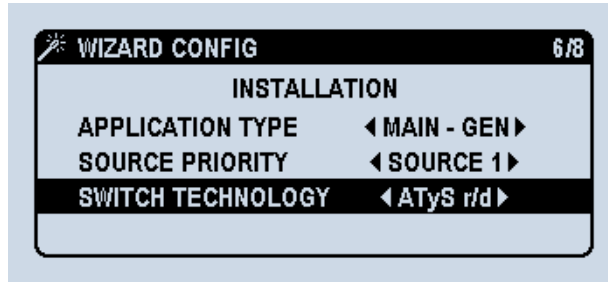 WIZARD CONFIG 6/8
INSTALLATION
APPLICATION TYPE ◀ MAIN - GEN ▶
SOURCE PRIORITY ◀ SOURCE 1 ▶
SWITCH TECHNOLOGY ◀ ATyS r/d ▶